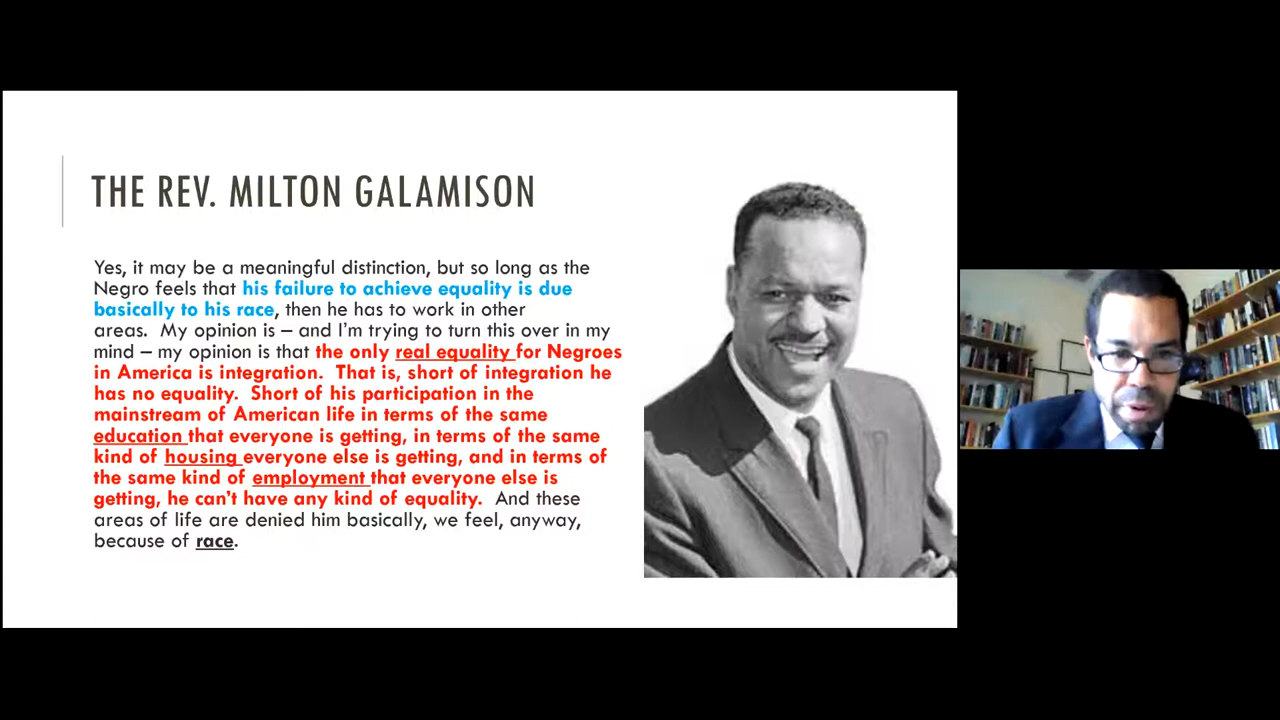 THE REV. MILTON GALAMISON
Yes, it may be a meaningful distinction, but so long as the
Negro feels that his failure to achieve equality is due
basically to his race, then he has to work in other
areas.  My opinion is – and I'm trying to turn this over in my
mind – my opinion is that the only real equality for Negroes
in America is integration.  That is, short of integration he
has no equality.  Short of his participation in the
mainstream of American life in terms of the same
education that everyone is getting, in terms of the same
kind of housing everyone else is getting, and in terms of
the same kind of employment that everyone else is
getting, he can't have any kind of equality.  And these
areas of life are denied him basically, we feel, anyway,
because of race.